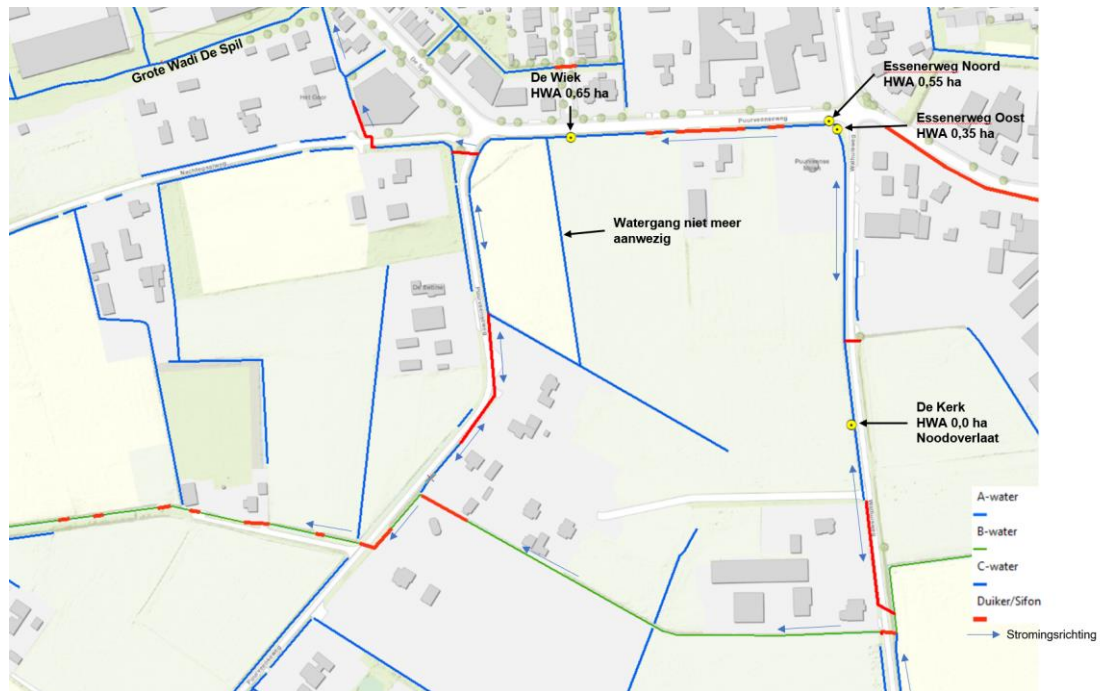 Grote Wadi De Spil
De Wiek
HWA 0,65 ha
Essenerweg Noord
HWA 0,55 ha
Essenerweg Oost
HWA 0,35 ha
Puurveenseweg
Nachtegaalweg
Watergang niet meer
aanwezig
De Kerk
HWA 0,0 ha
Noodoverlaat
A-water
B-water
C-water
Duiker/Sifon
Stromingsrichting